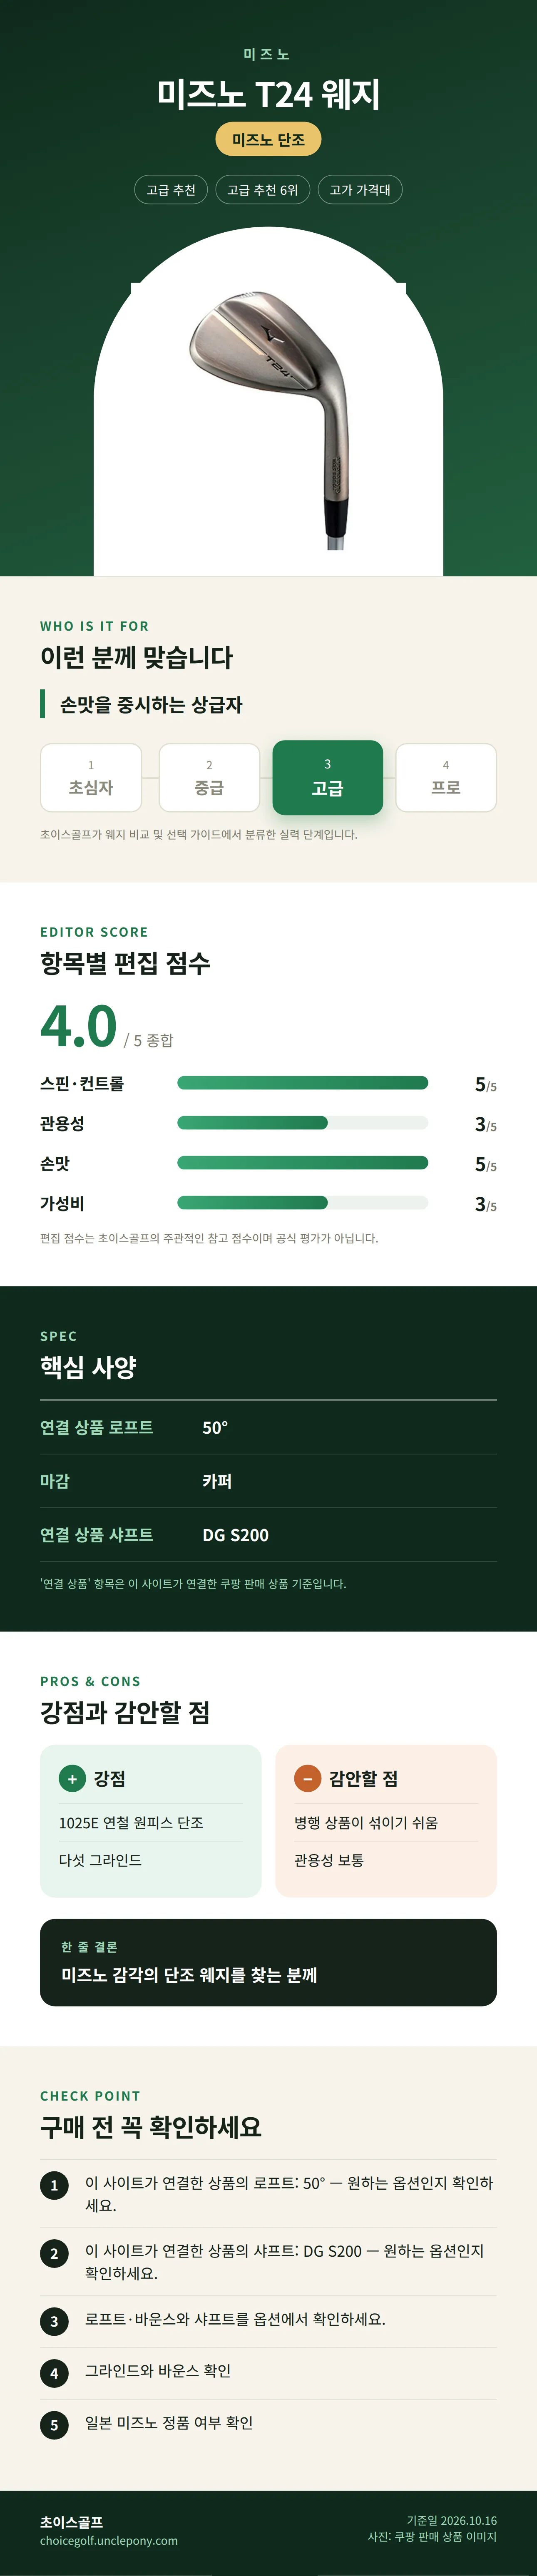 미즈노
미즈노 T24 웨지
미즈노 단조
고급 추천
고급 추천 6위
고가 가격대
T24
WHO IS IT FOR
이런 분께 맞습니다
손맛을 중시하는 상급자
1
초심자
2
중급
3
고급
4
프로
초이스골프가 웨지 비교 및 선택 가이드에서 분류한 실력 단계입니다.
EDITOR SCORE
항목별 편집 점수
4.0 / 5 종합
스핀·컨트롤 5/5
관용성 3/5
손맛 5/5
가성비 3/5
편집 점수는 초이스골프의 주관적인 참고 점수이며 공식 평가가 아닙니다.
SPEC
핵심 사양
연결 상품 로프트 50°
마감 카퍼
연결 상품 샤프트 DG S200
'연결 상품' 항목은 이 사이트가 연결한 쿠팡 판매 상품 기준입니다.
PROS & CONS
강점과 감안할 점
+ 강점
1025E 연철 원피스 단조
다섯 그라인드
− 감안할 점
병행 상품이 섞이기 쉬움
관용성 보통
한 줄 결론
미즈노 감각의 단조 웨지를 찾는 분께
CHECK POINT
구매 전 꼭 확인하세요
1 이 사이트가 연결한 상품의 로프트: 50° — 원하는 옵션인지 확인하
세요.
2 이 사이트가 연결한 상품의 샤프트: DG S200 — 원하는 옵션인지
확인하세요.
3 로프트·바운스와 샤프트를 옵션에서 확인하세요.
4 그라인드와 바운스 확인
5 일본 미즈노 정품 여부 확인
초이스골프
choicegolf.unclepony.com
기준일 2026.10.16
사진: 쿠팡 판매 상품 이미지